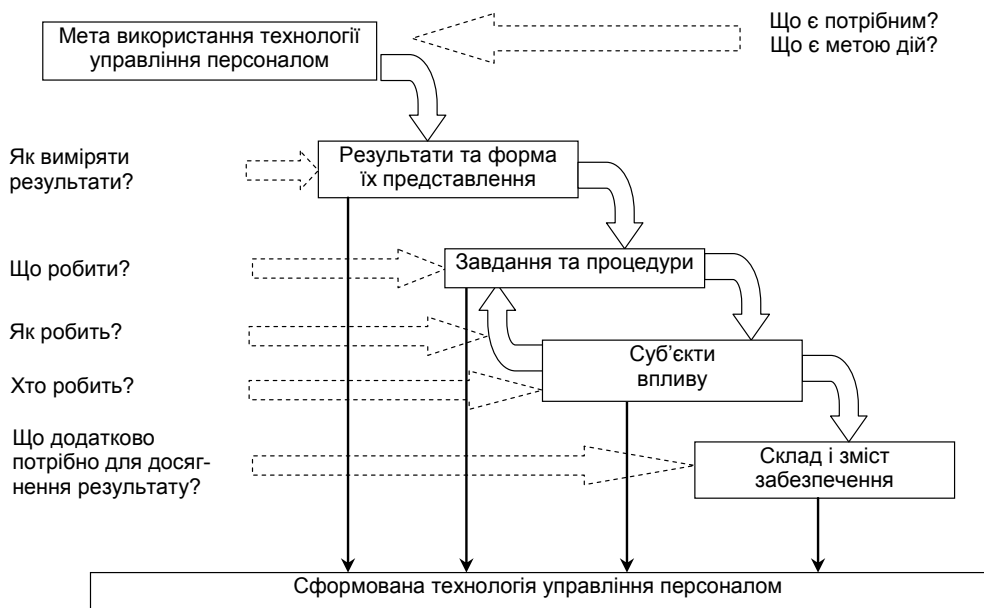 Що є потрібним?
Що є метою дій?
Мета використання технології
управління персоналом
Як виміряти
результати?
Результати та форма
їх представлення
Що робити?
Завдання та процедури
Як робить?
Суб’єкти
впливу
Хто робить?
Що додатково
потрібно для досяг-
нення результату?
Склад і зміст
забезпечення
Сформована технологія управління персоналом